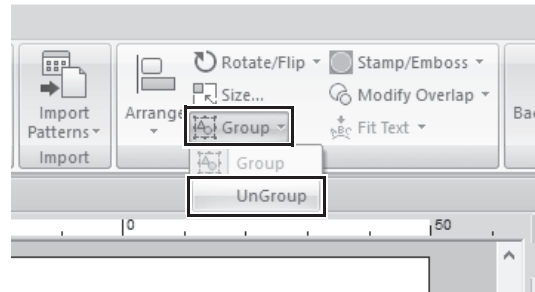 Import
Patterns
Import
Arrange
Rotate/Flip
Size...
Group
Stamp/Emboss
Modify Overlap
Fit Text
Group
UnGroup
0
50